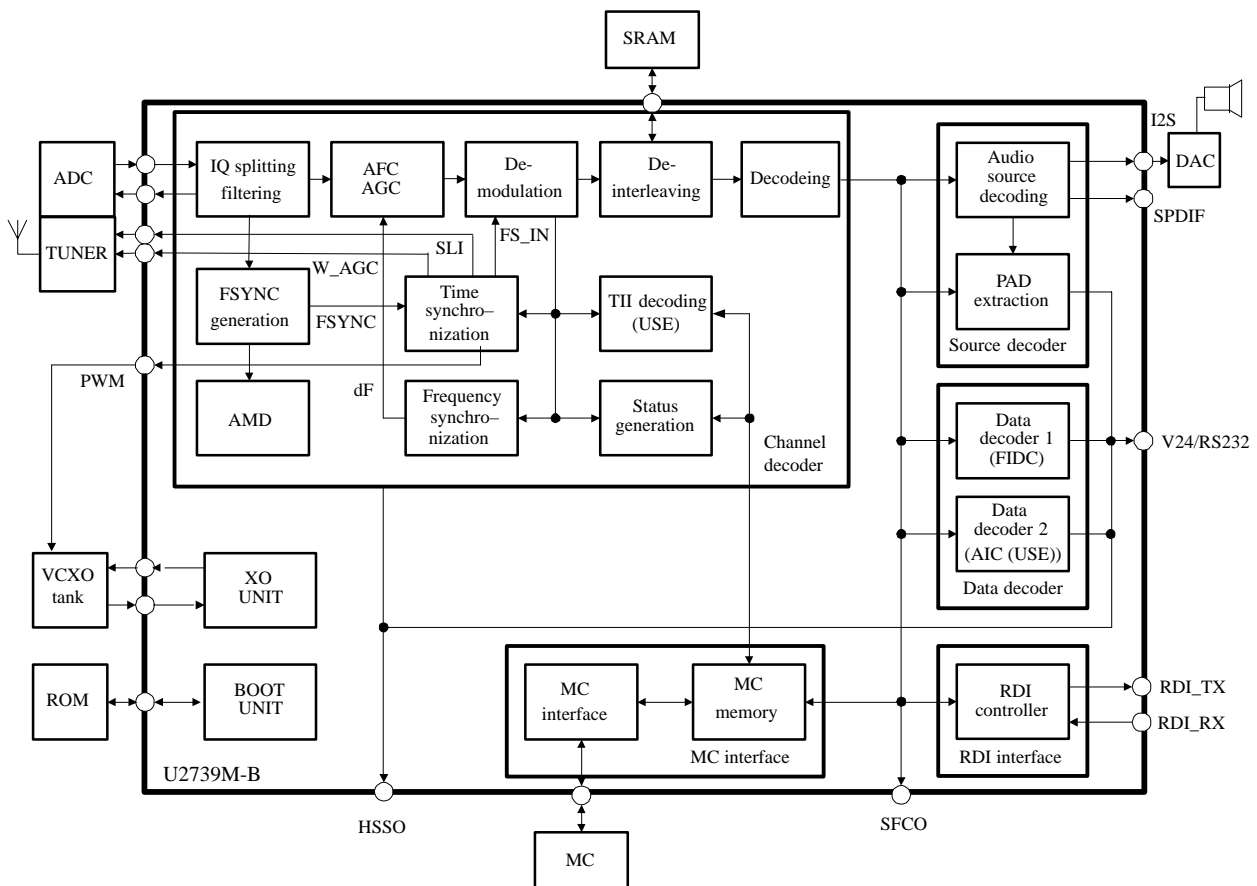 SRAM
I2S
ADC
IQ splitting
filtering
AFC
AGC
De-
modulation
De-
interleaving
Decodeing
Audio
source
decoding
DAC
SPDIF
TUNER
SLI
FS_IN
W_AGC
FSYNC
generation
FSYNC
Time
synchro–
nization
TII decoding
(USE)
PAD
extraction
Source decoder
PWM
dF
AMD
Frequency
synchro–
nization
Status
generation
Channel
decoder
Data
decoder 1
(FIDC)
V24/RS232
Data
decoder 2
(AIC (USE))
Data decoder
VCXO
tank
XO
UNIT
ROM
BOOT
UNIT
MC
interface
MC
memory
MC interface
RDI
controller
RDI interface
RDI_TX
RDI_RX
U2739M-B
HSSO
SFCO
MC